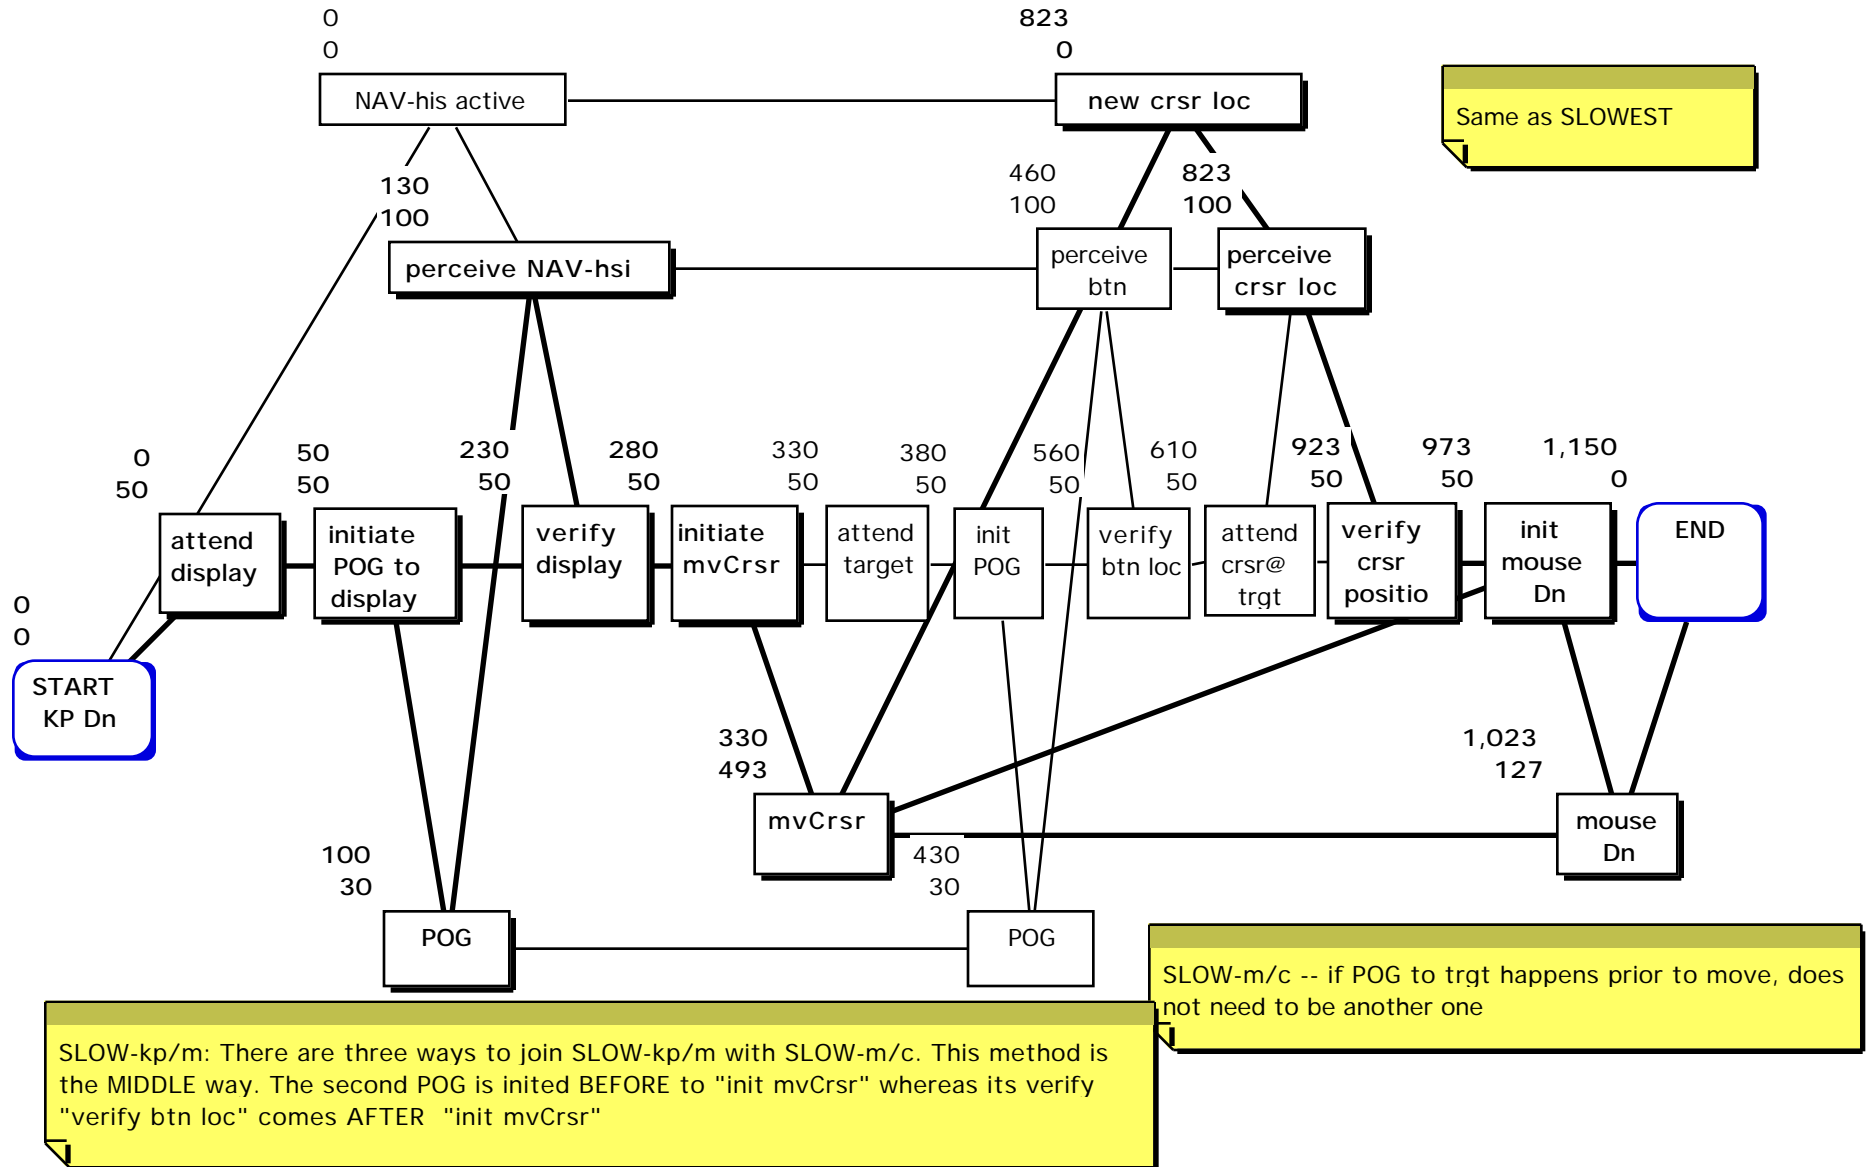 0
0
823
0
NAV-his active
new crsr loc
Same as SLOWEST
130
100
460
100
823
100
perceive NAV-hsi
perceive
btn
perceive
crsr loc
0
50
50
50
230
50
280
50
330
50
380
50
560
50
610
50
923
50
973
50
1,150
0
attend
display
initiate
POG to
display
verify
display
initiate
mvCrsr
attend
target
init
POG
verify
btn loc
attend
crsr@
trgt
verify
crsr
positio
init
mouse
Dn
END
0
0
START
KP Dn
330
493
1,023
127
mvCrsr
mouse
Dn
100
30
430
30
POG
POG
SLOW-m/c -- if POG to trgt happens prior to move, does
not need to be another one
SLOW-kp/m: There are three ways to join SLOW-kp/m with SLOW-m/c. This method is
the MIDDLE way. The second POG is inited BEFORE to "init mvCrsr" whereas its verify
"verify btn loc" comes AFTER "init mvCrsr"